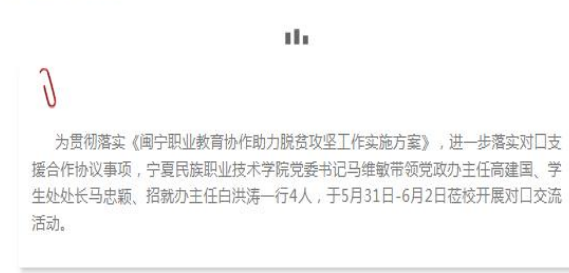 为贯彻落实《闽宁职业教育协作助力脱贫攻坚工作实施方案》，进一步落实对口支
援合作协议事项，宁夏民族职业技术学院党委书记马维敏带领党政办主任高建国、学
生处处长马忠颖、招就办主任白洪涛一行4人，于5月31日-6月2日莅校开展对口交流
活动。